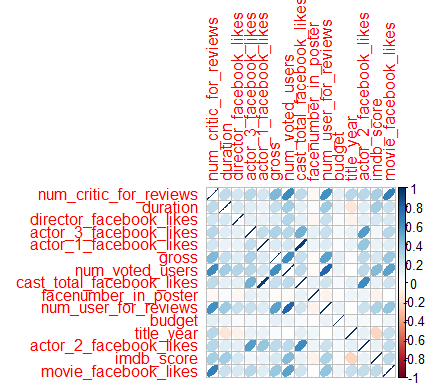 num_critic_for_reviews
duration
director_facebook_likes
actor_3_facebook_likes
actor_1_facebook_likes
gross
num_voted_users
cast_total_facebook_likes
facenumber_in_poster
num_user_for_reviews
budget
title_year
actor_2_facebook_likes
imdb_score
movie_facebook_likes
num_critic_for_reviews
duration
director_facebook_likes
actor_3_facebook_likes
actor_1_facebook_likes
gross
num_voted_users
cast_total_facebook_likes
facenumber_in_poster
num_user_for_reviews
budget
title_year
actor_2_facebook_likes
imdb_score
movie_facebook_likes
1
0.8
0.6
0.4
0.2
0
-0.2
-0.4
-0.6
-0.8
-1